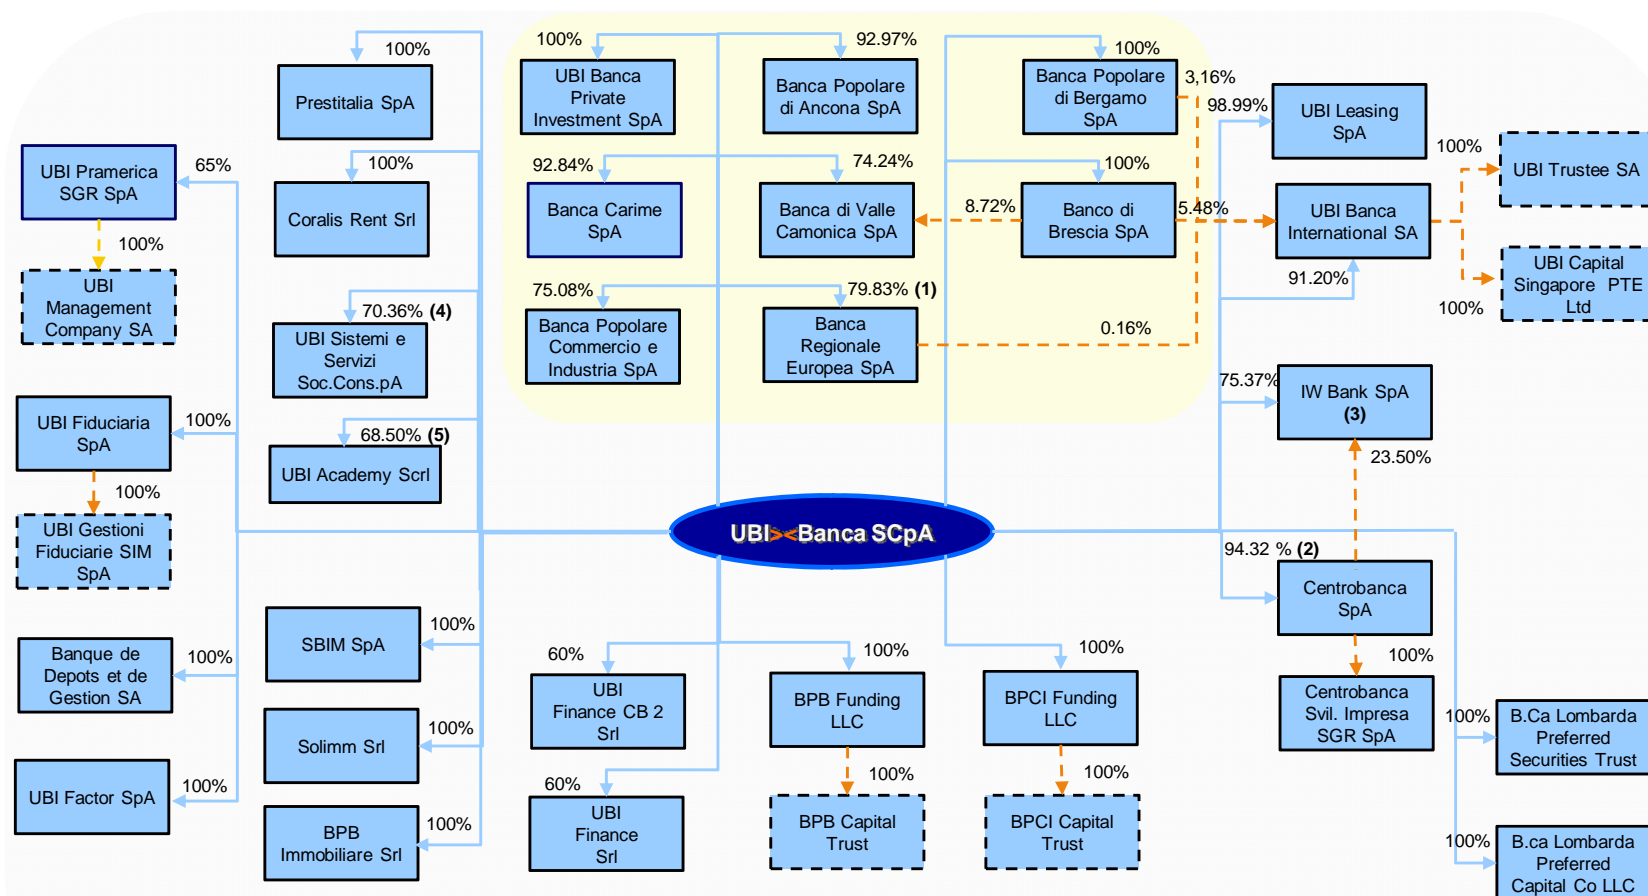 100%
Prestitalia SpA
100%
Coralis Rent Srl
70.36% (4)
UBI Sistemi e
Servizi
Soc.Cons.pA
68.50% (5)
UBI Academy Scrl
65%
UBI Pramerica
SGR SpA
100%
UBI
Management
Company SA
100%
UBI Fiduciaria
SpA
100%
UBI Gestioni
Fiduciarie SIM
SpA
100%
Banque de
Depots et de
Gestion SA
100%
UBI Factor SpA
100%
SBIM SpA
100%
Solimm Srl
100%
BPB
Immobiliare Srl
100%
UBI Banca
Private
Investment SpA
92.97%
Banca Popolare
di Ancona SpA
100%
Banca Popolare
di Bergamo
SpA
3,16%
92.84%
Banca Carime
SpA
74.24%
Banca di Valle
Camonica SpA
8.72%
100%
Banco di
Brescia SpA
5.48%
75.08%
Banca Popolare
Commercio e
Industria SpA
79.83% (1)
Banca
Regionale
Europea SpA
0.16%
98.99%
UBI Leasing
SpA
UBI Banca
International SA
91.20%
100%
UBI Trustee SA
100%
UBI Capital
Singapore PTE
Ltd
75.37%
IW Bank SpA
(3)
23.50%
94.32 % (2)
Centrobanca
SpA
100%
Centrobanca
Svil. Impresa
SGR SpA
UBI><Banca SCpA
60%
UBI
Finance CB 2
Srl
60%
UBI
Finance
Srl
100%
BPB Funding
LLC
100%
BPB Capital
Trust
100%
BPCI Funding
LLC
100%
BPCI Capital
Trust
100%
B.Ca Lombarda
Preferred
Securities Trust
100%
B.ca Lombarda
Preferred
Capital Co LLC